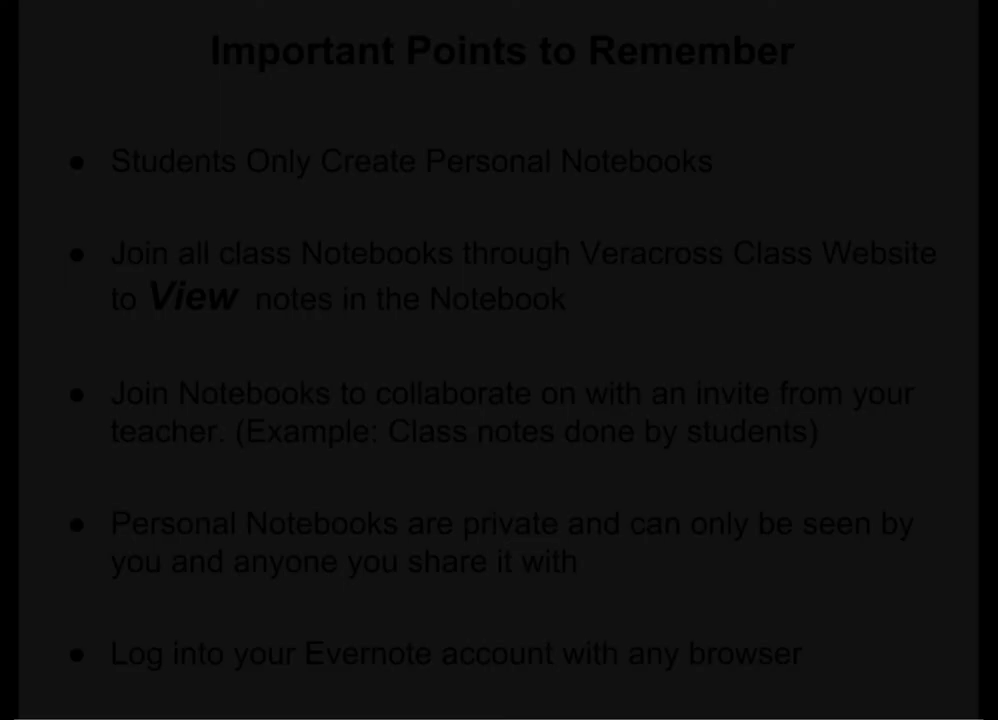 Important Points to Remember
● Students Only Create Personal Notebooks
● Join all class Notebooks through Veracross Class Website
to View notes in the Notebook
● Join Notebooks to collaborate on with an invite from your
teacher. (Example: Class notes done by students)
● Personal Notebooks are private and can only be seen by
you and anyone you share it with
● Log into your Evernote account with any browser